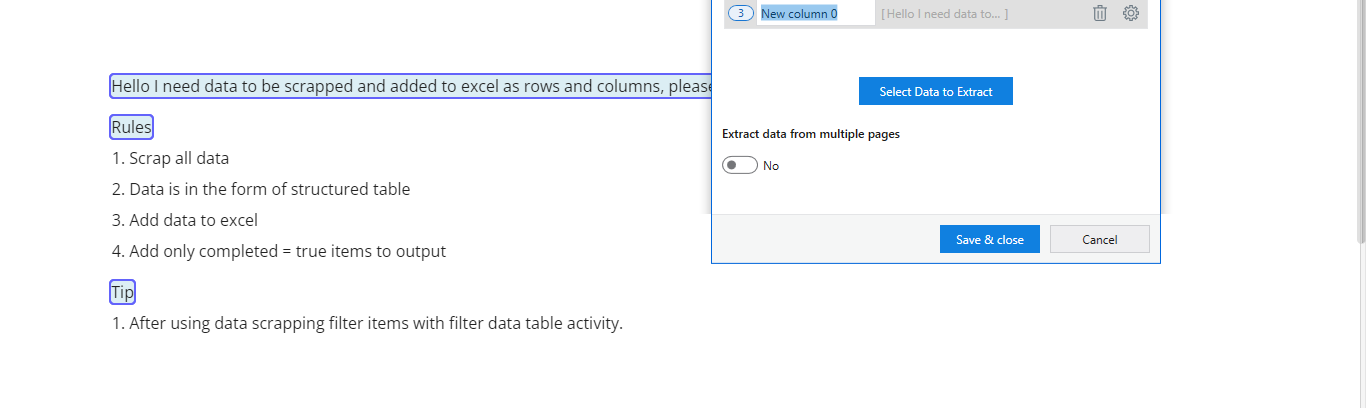 3 New column 0 [ Hello I need data to... ]
Hello I need data to be scrapped and added to excel as rows and columns, please
Select Data to Extract
Rules
Extract data from multiple pages
1. Scrap all data
No
2. Data is in the form of structured table
3. Add data to excel
4. Add only completed = true items to output
Save & close Cancel
Tip
1. After using data scrapping filter items with filter data table activity.